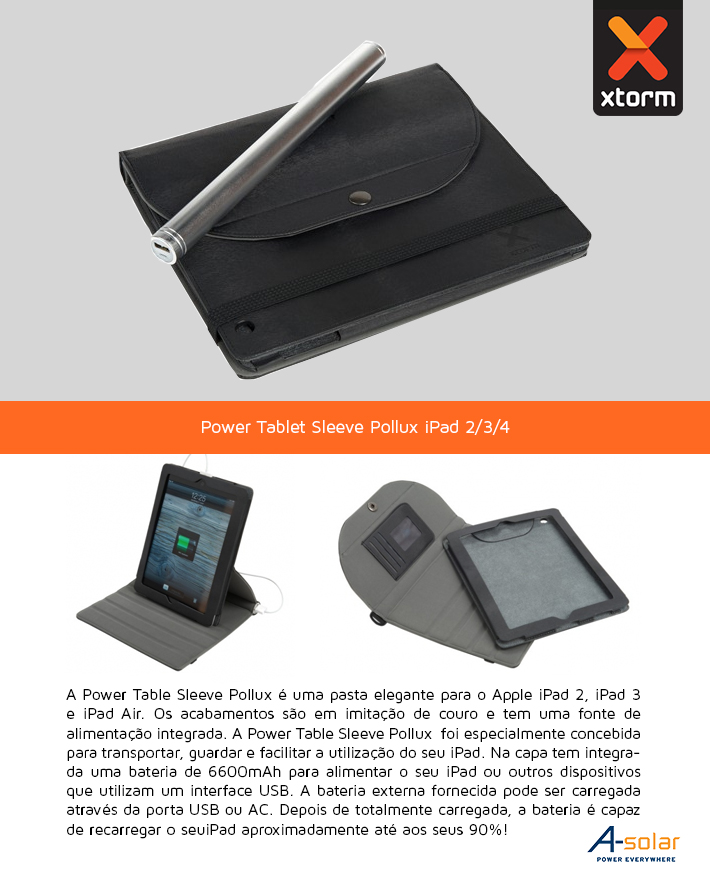 xtorm
xtorm
Power Tablet Sleeve Pollux iPad 2/3/4
12:25
A Power Table Sleeve Pollux é uma pasta elegante para o Apple iPad 2, iPad 3
e iPad Air. Os acabamentos são em imitação de couro e tem uma fonte de
alimentação integrada. A Power Table Sleeve Pollux foi especialmente concebida
para transportar, guardar e facilitar a utilização do seu iPad. Na capa tem integra-
da uma bateria de 6600mAh para alimentar o seu iPad ou outros dispositivos
que utilizam um interface USB. A bateria externa fornecida pode ser carregada
através da porta USB ou AC. Depois de totalmente carregada, a bateria é capaz
de recarregar o seuiPad aproximadamente até aos seus 90%!
A-solar
POWER EVERYWHERE